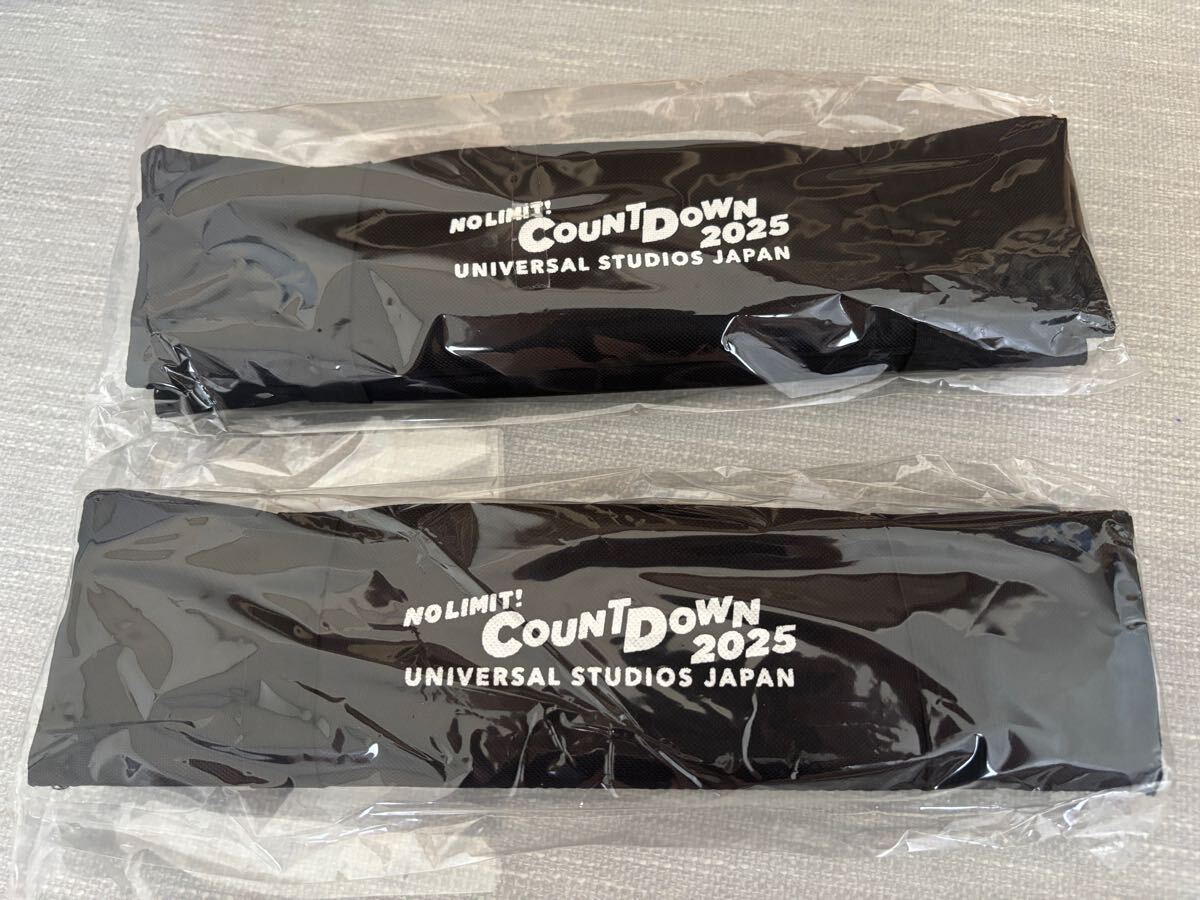 NO LIMIT! COUNTDOWN
2025
UNIVERSAL STUDIOS JAPAN
NO LIMIT! COUNTDOWN
2025
UNIVERSAL STUDIOS JAPAN